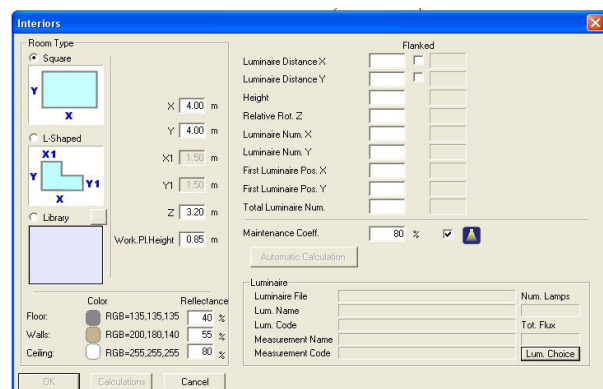 Interiors
Room Type
Square
Y
X
L-Shaped
X1
Y
Y1
X
Library
X 4.00 m
Y 4.00 m
X1 1.50 m
Y1 1.50 m
Z 3.20 m
Work.Pl.Height 0.85 m
Color Reflectance
Floor: RGB=135,135,135 40 %
Walls: RGB=200,180,140 55 %
Ceiling: RGB=255,255,255 80 %
OK Calculations Cancel
Flanked
Luminaire Distance X
Luminaire Distance Y
Height
Relative Rot. Z
Luminaire Num. X
Luminaire Num. Y
First Luminaire Pos. X
First Luminaire Pos. Y
Total Luminaire Num.
Maintenance Coeff. 80 %
Automatic Calculation
Luminaire
Luminaire File Num. Lamps
Lum. Name
Lum. Code Tot. Flux
Measurement Name
Measurement Code Lum. Choice